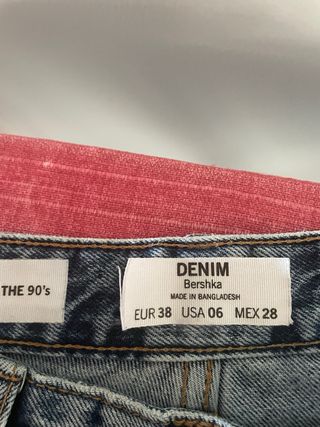 THE 90's
DENIM
Bershka
MADE IN BANGLADESH
EUR 38 USA 06 MEX 28